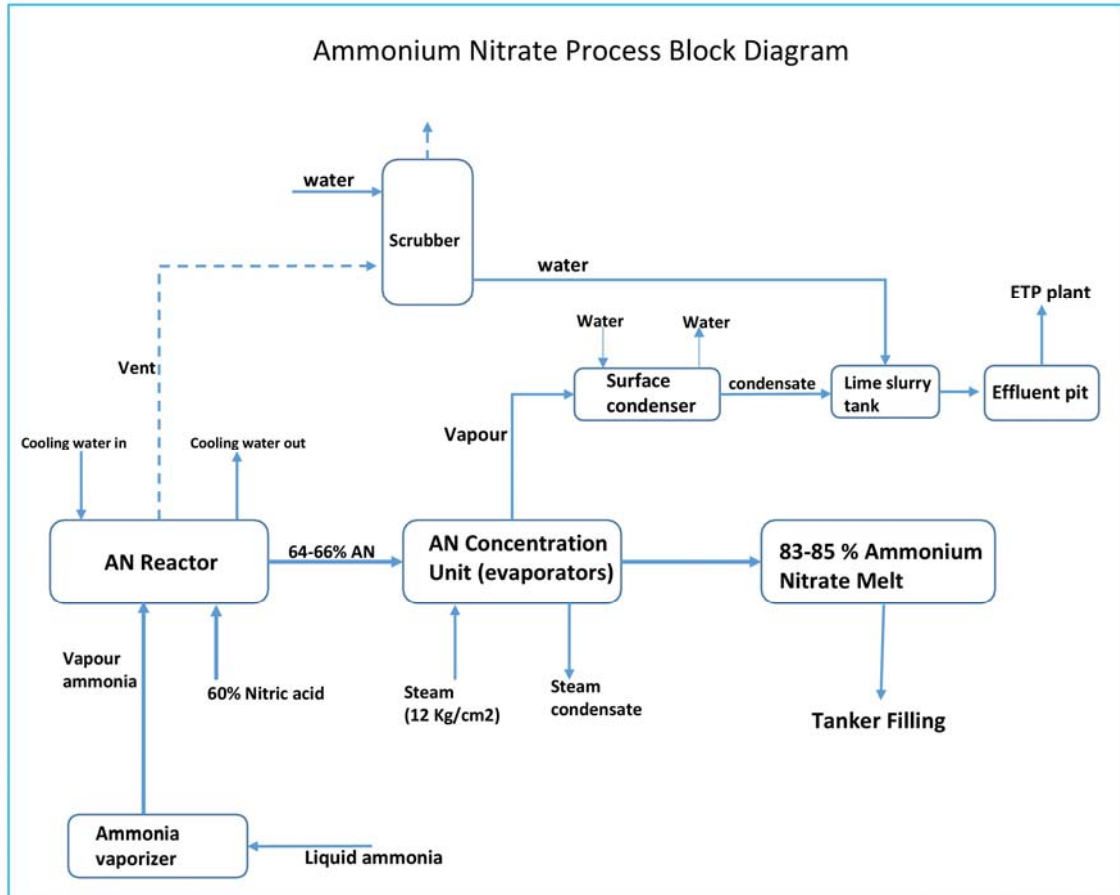 Ammonium Nitrate Process Block Diagram
water
Scrubber
water
ETP plant
Water
Water
Vent
Surface
condenser
condensate
Lime slurry
tank
Effluent pit
Vapour
Cooling water in
Cooling water out
AN Reactor
64-66% AN
AN Concentration
Unit (evaporators)
83-85 % Ammonium
Nitrate Melt
Vapour
ammonia
60% Nitric acid
Steam
(12 Kg/cm2)
Steam
condensate
Tanker Filling
Ammonia
vaporizer
Liquid ammonia